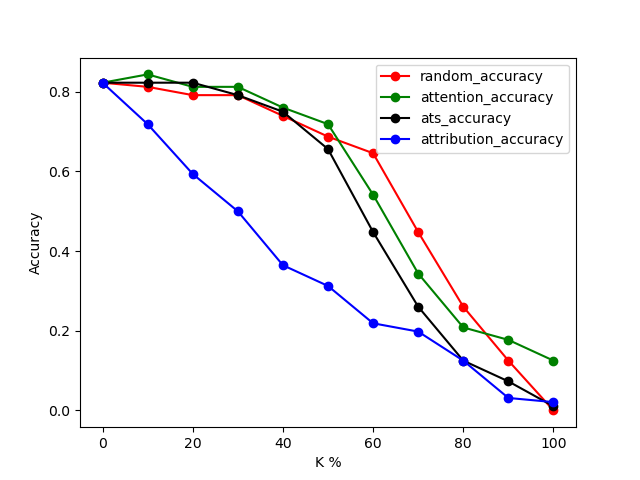 random_accuracy
attention_accuracy
ats_accuracy
attribution_accuracy
0.8
0.6
0.4
0.2
0.0
Accuracy
0 20 40 60 80 100
K %